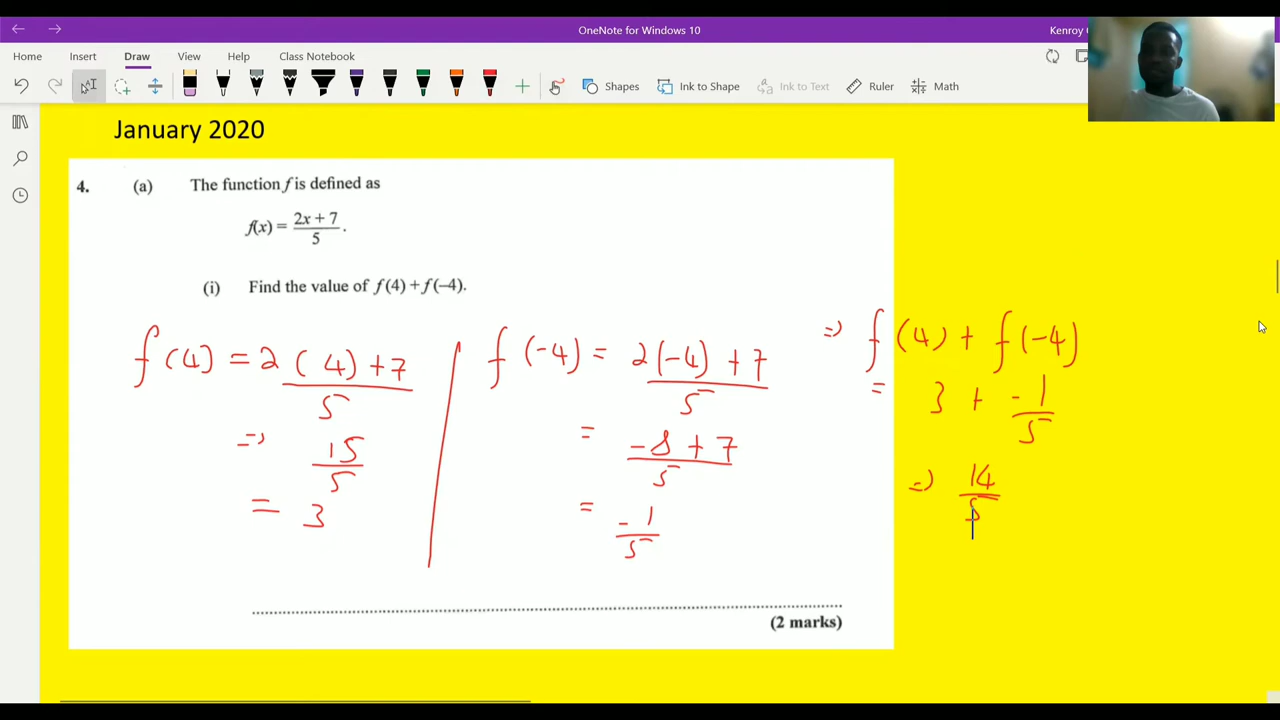 OneNote for Windows 10
Kenroy
Home Insert Draw View Help Class Notebook
Shapes Ink to Shape Ink to Text Ruler Math
January 2020
4. (a) The function f is defined as
f(x) = (2x + 7)/5.
(i) Find the value of f(4) + f(–4).
f(4) = 2(4)+7/5
⇒ 15/5
= 3
f(-4) = 2(-4) + 7/5
= -8 + 7/5
= -1/5
⇒ f(4) + f(-4)
= 3 + -1/5
⇒ 14/5
(2 marks)